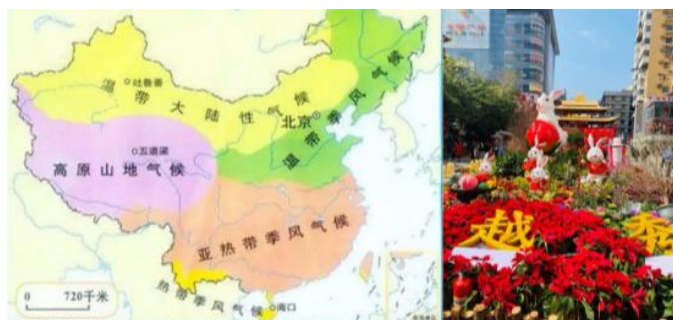 温带大陆性气候
吐鲁番
北京
温带季风气候
五道梁
高原山地气候
亚热带季风气候
热带季风气候
海口
0 720千米
越秀